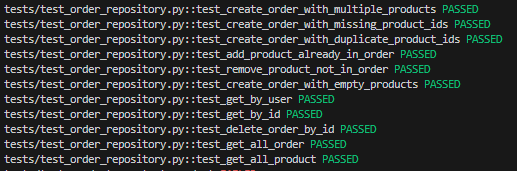 tests/test_order_repository.py::test_create_order_with_multiple_products PASSED
tests/test_order_repository.py::test_create_order_with_missing_product_ids PASSED
tests/test_order_repository.py::test_create_order_with_duplicate_product_ids PASSED
tests/test_order_repository.py::test_add_product_already_in_order PASSED
tests/test_order_repository.py::test_remove_product_not_in_order PASSED
tests/test_order_repository.py::test_create_order_with_empty_products PASSED
tests/test_order_repository.py::test_get_by_user PASSED
tests/test_order_repository.py::test_get_by_id PASSED
tests/test_order_repository.py::test_delete_order_by_id PASSED
tests/test_order_repository.py::test_get_all_order PASSED
tests/test_order_repository.py::test_get_all_product PASSED